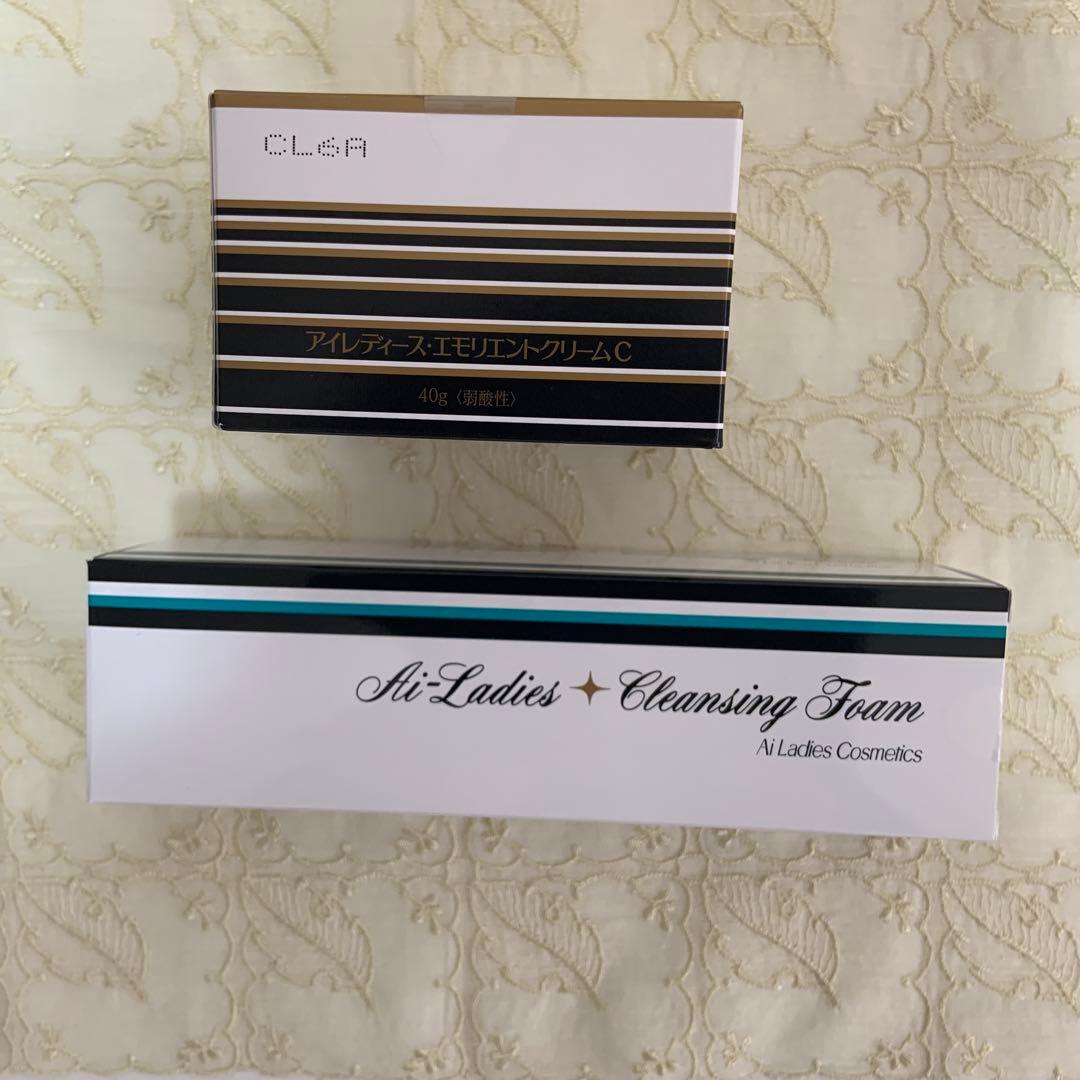 CL6A
アイレディース・エモリエントクリームC
40g〈弱酸性〉
Ai-Ladies Cleansing Foam
Ai Ladies Cosmetics